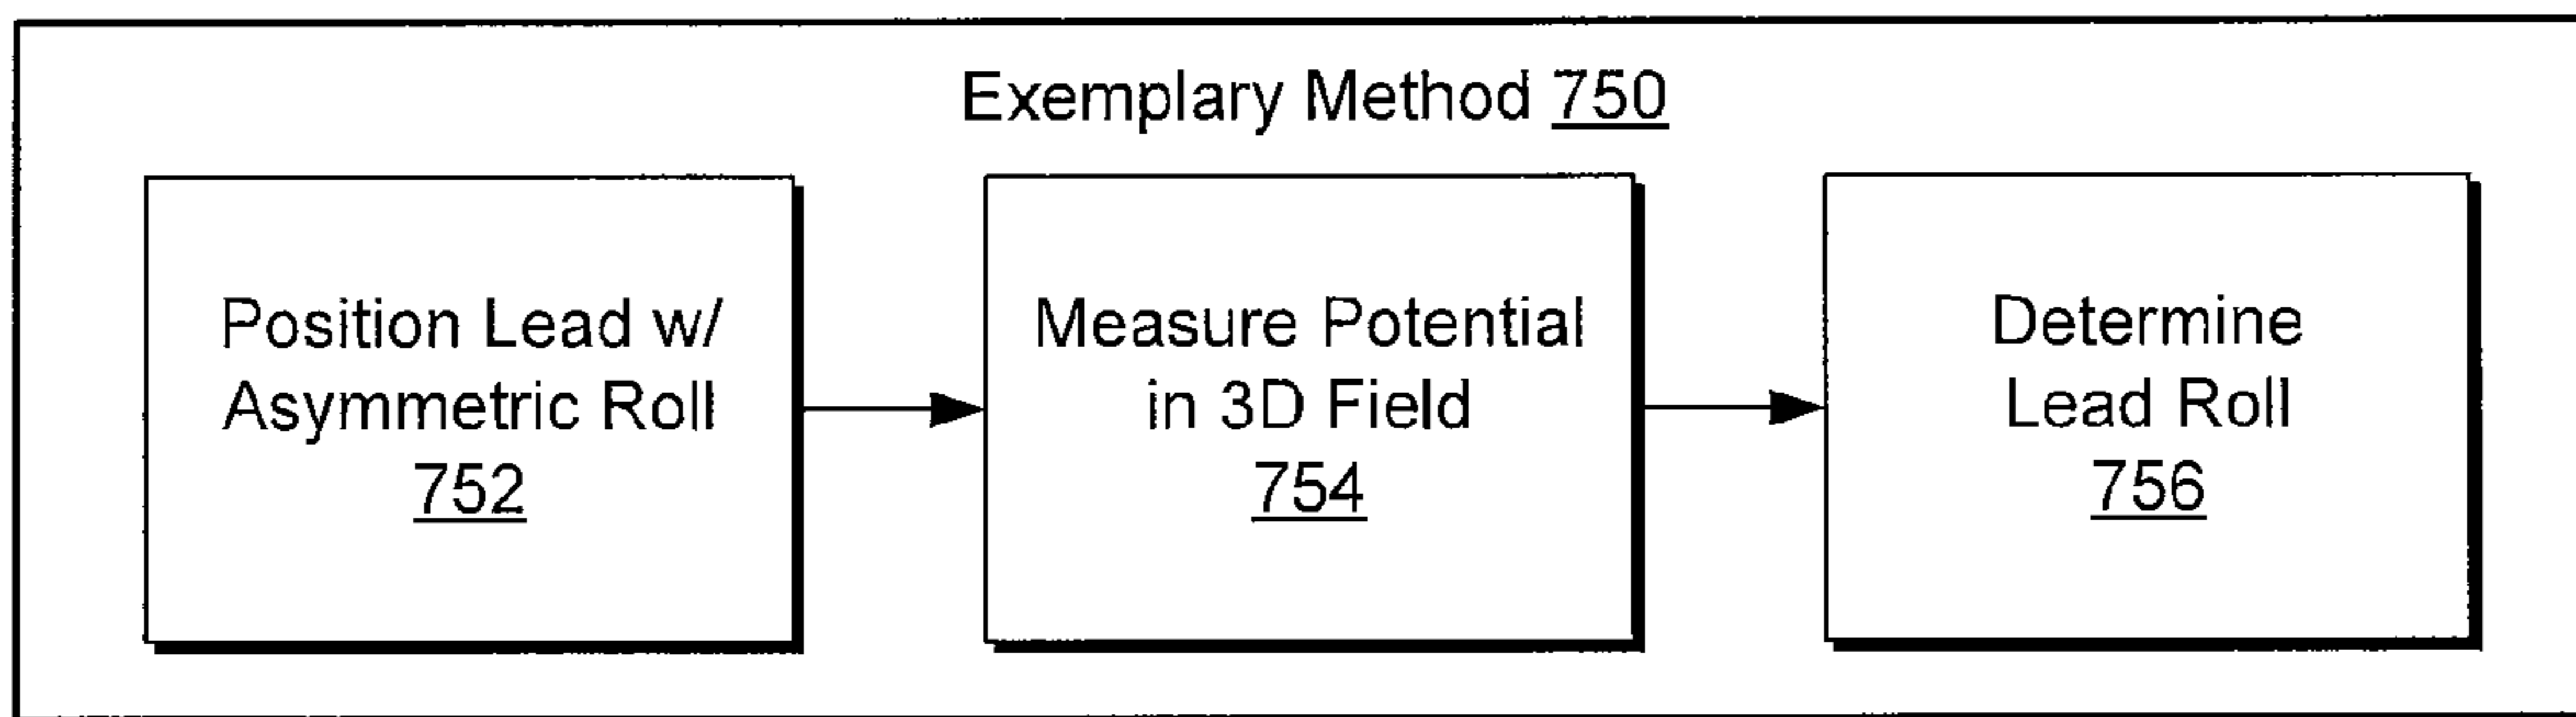 Exemplary Method 750
Position Lead w/
Asymmetric Roll
752
Measure Potential
in 3D Field
754
Determine
Lead Roll
756